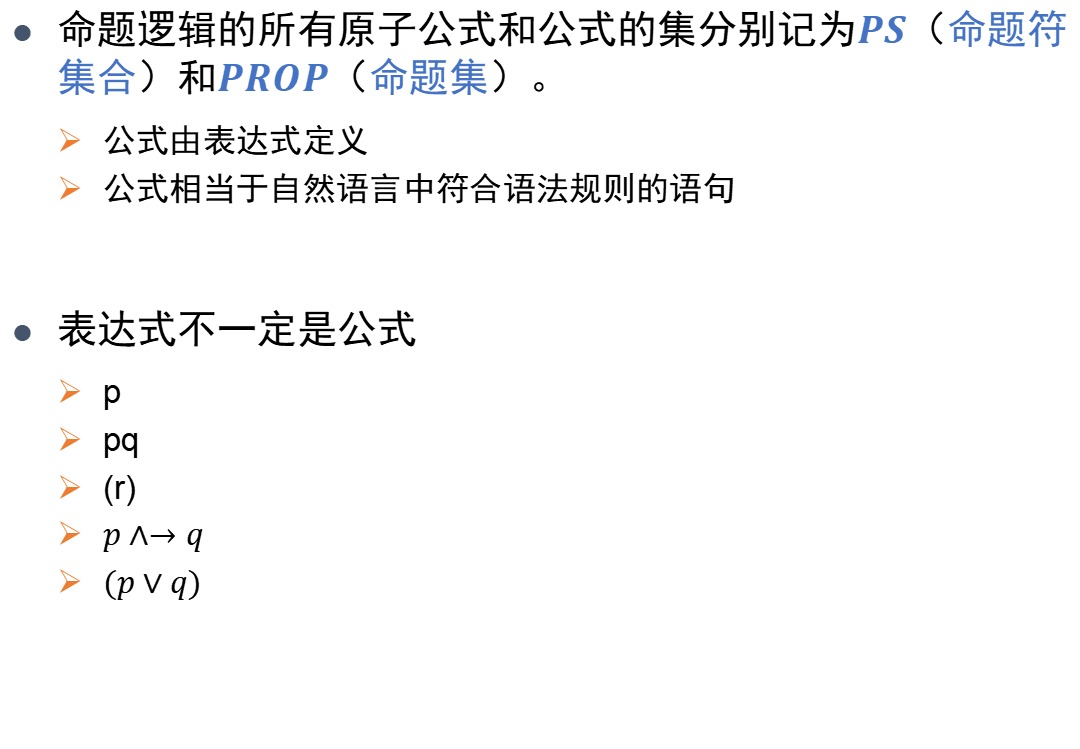 命题逻辑的所有原子公式和公式的集分别记为PS（命题符
集合）和PROP（命题集）。
公式由表达式定义
公式相当于自然语言中符合语法规则的语句
表达式不一定是公式
p
pq
(r)
p ∧→ q
(p ∨ q)